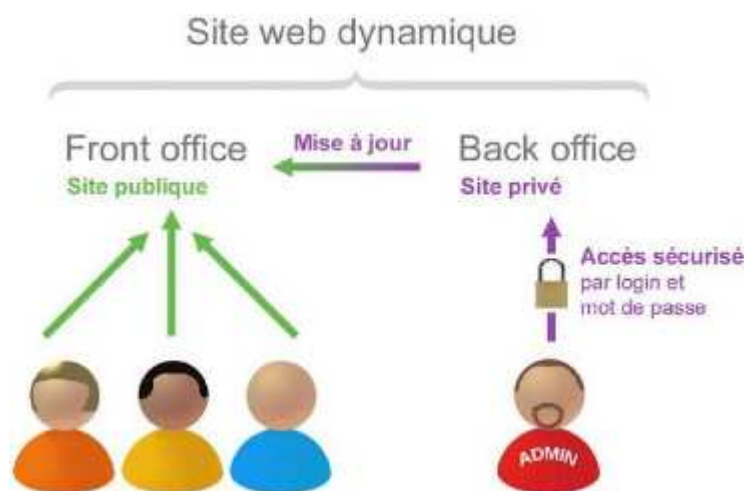 Site web dynamique
Front office
Mise à jour
Back office
Site publique
Site privé
Accès sécurisé
par login et
mot de passe
ADMIN